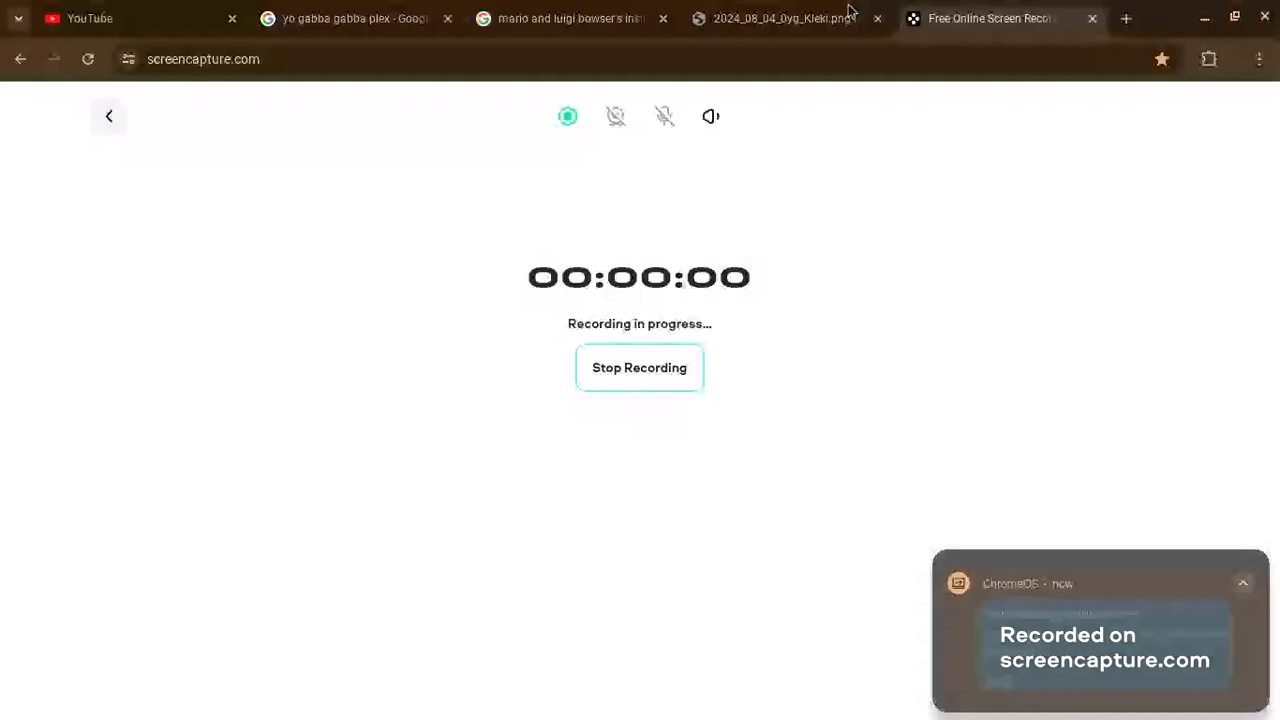 YouTube
yo gabba gabba plex - Goog
mario and luigi bowser's insi
2024_08_04_0yg_Kleki.png
Free Online Screen Recor
screencapture.com
00:00:00
Recording in progress...
Stop Recording
ChromeOS • now
Recorded on
screencapture.com